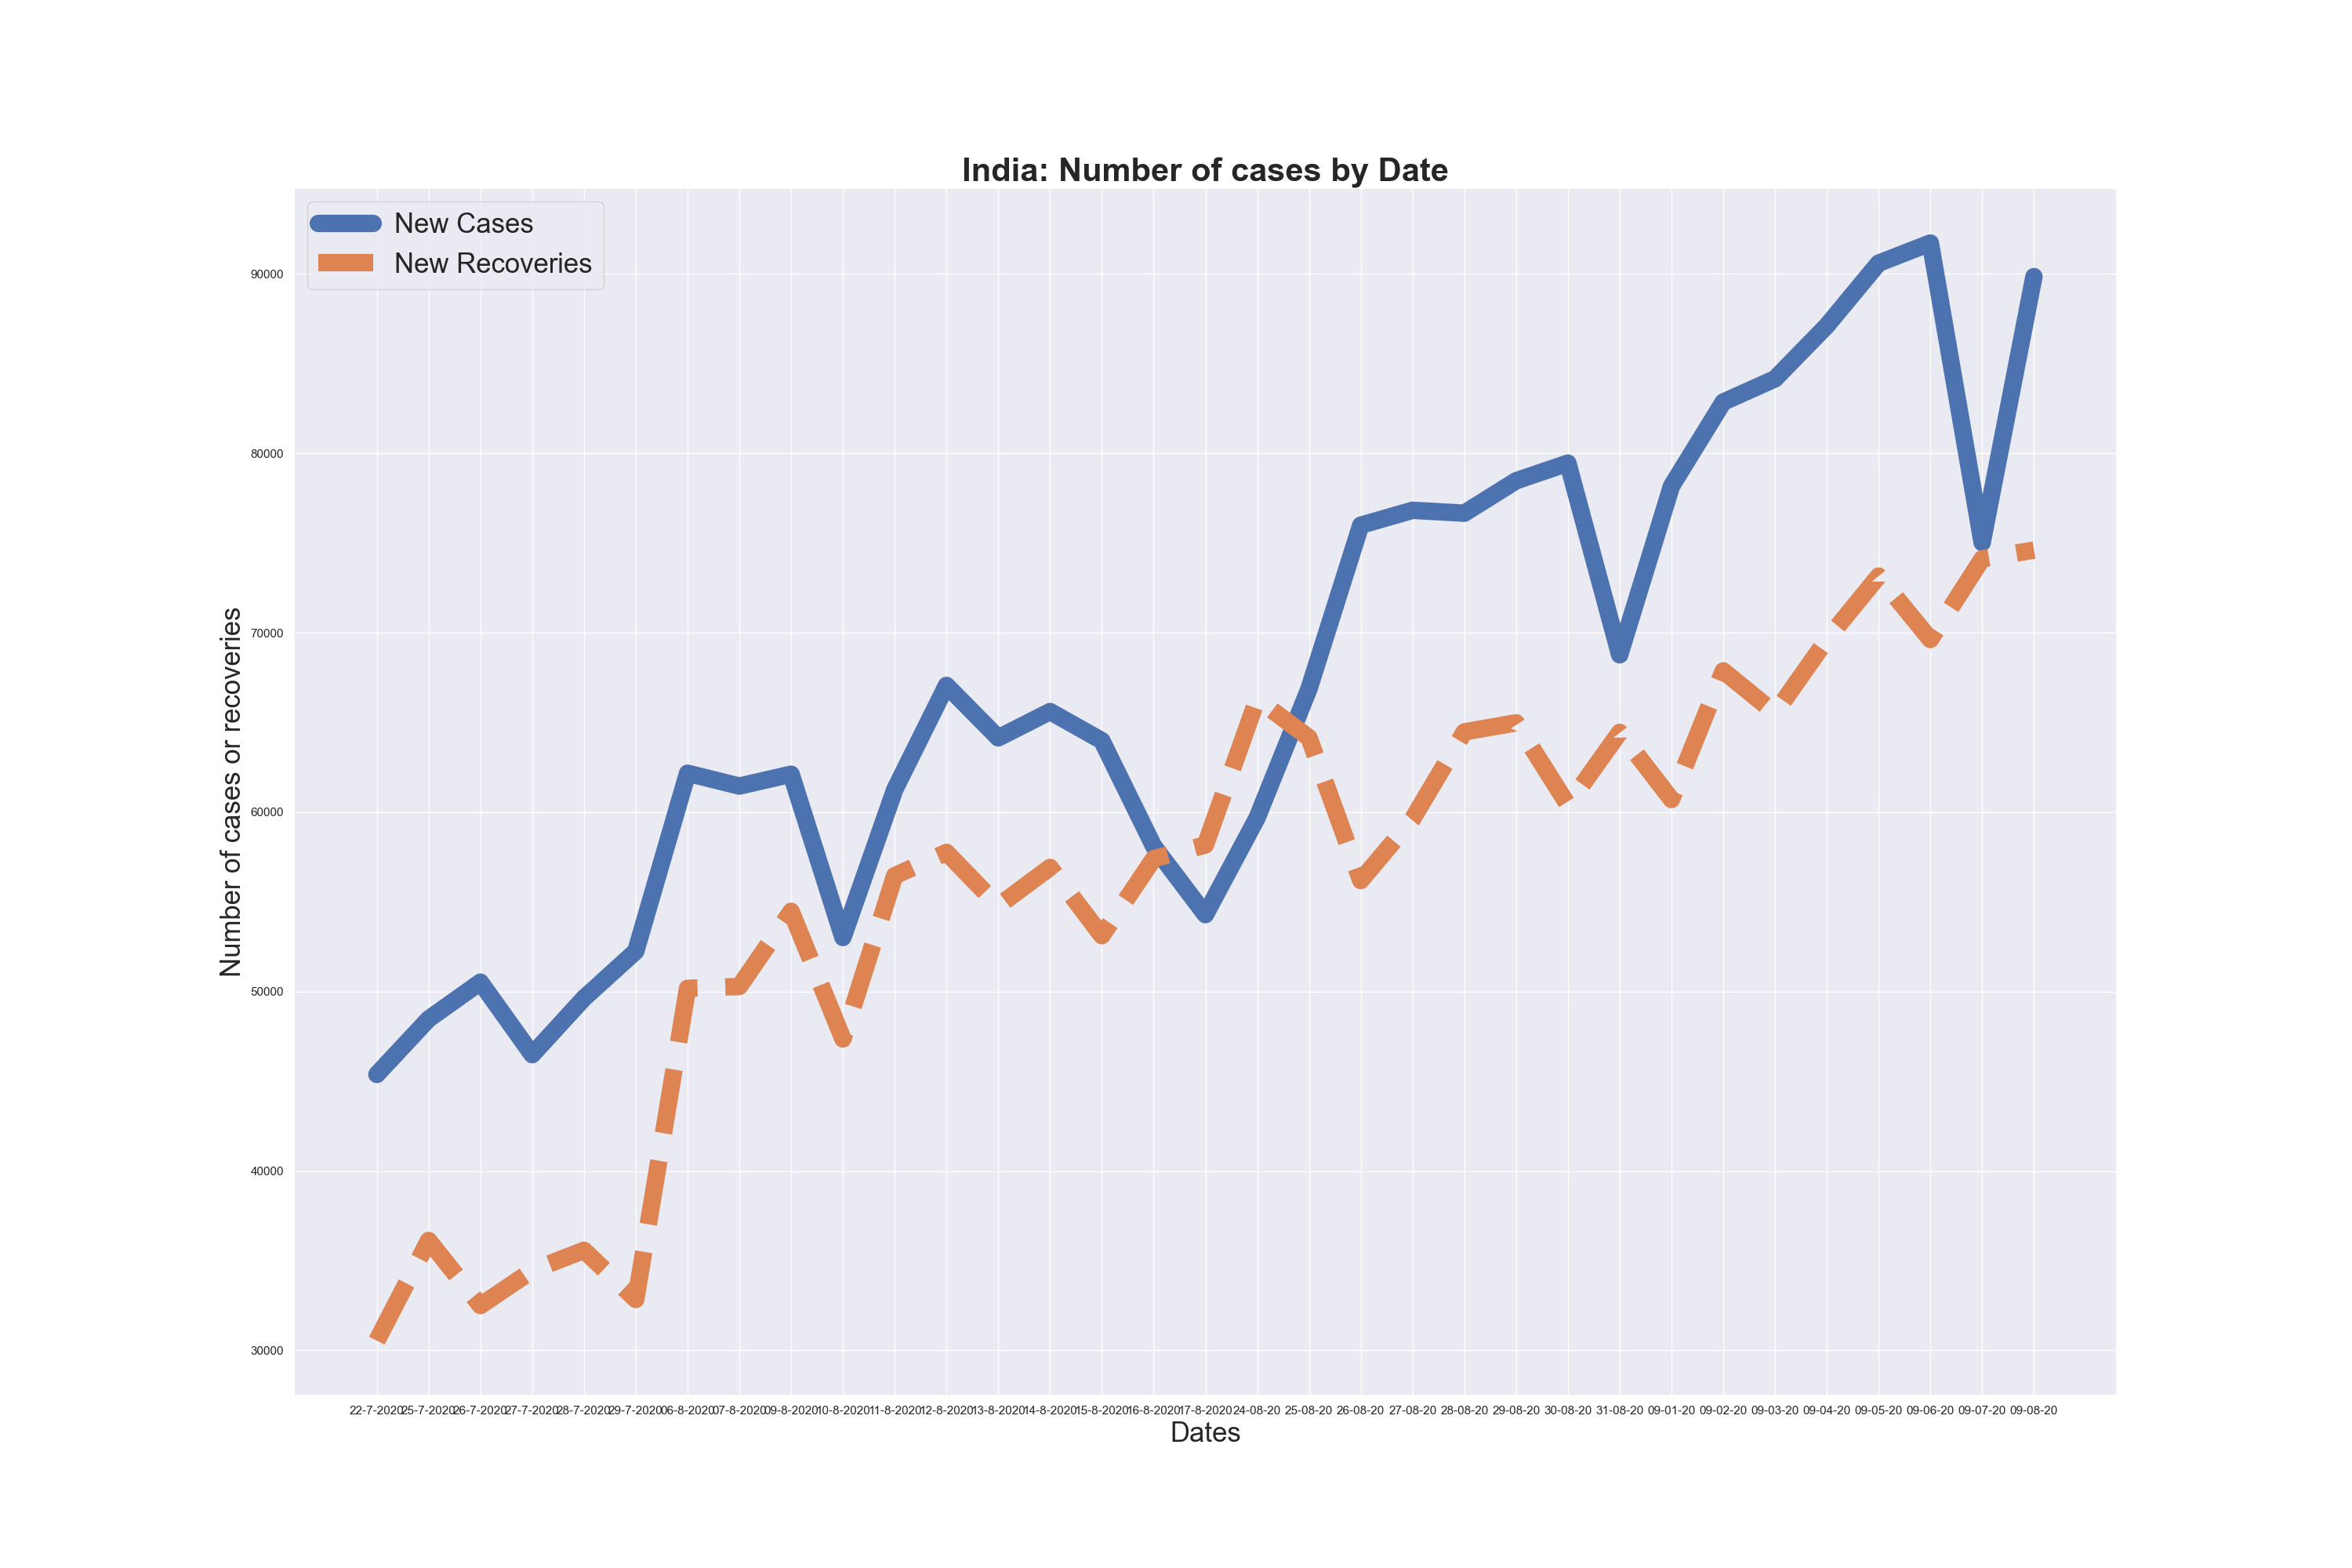 India: Number of cases by Date
New Cases
New Recoveries
90000
80000
70000
60000
50000
40000
30000
Number of cases or recoveries
22-7-2020 25-7-2020 26-7-2020 27-7-2020 28-7-2020 29-7-2020 06-8-2020 07-8-2020 09-8-2020 10-8-2020 11-8-2020 12-8-2020 13-8-2020 14-8-2020 15-8-2020 16-8-2020 17-8-2020 24-08-20 25-08-20 26-08-20 27-08-20 28-08-20 29-08-20 30-08-20 31-08-20 09-01-20 09-02-20 09-03-20 09-04-20 09-05-20 09-06-20 09-07-20 09-08-20
Dates